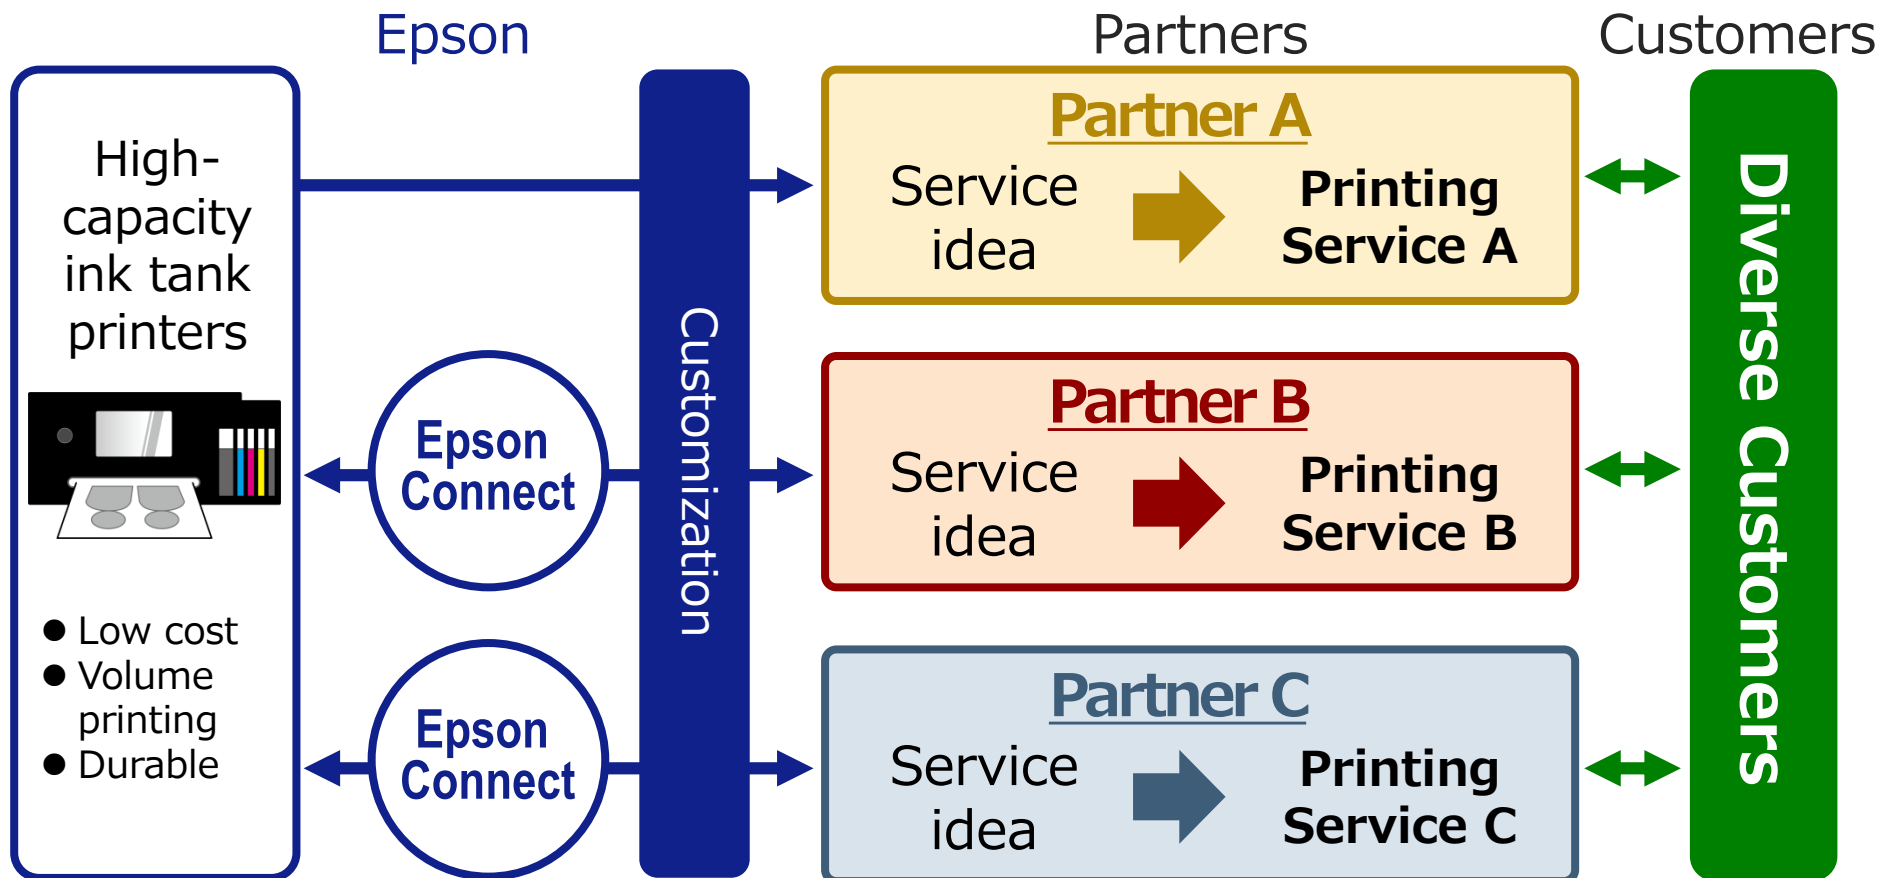 Epson
Partners
Customers
High-
capacity
ink tank
printers
● Low cost
● Volume
printing
● Durable
Epson
Connect
Epson
Connect
Customization
Partner A
Service
idea
Printing
Service A
Partner B
Service
idea
Printing
Service B
Partner C
Service
idea
Printing
Service C
Diverse Customers